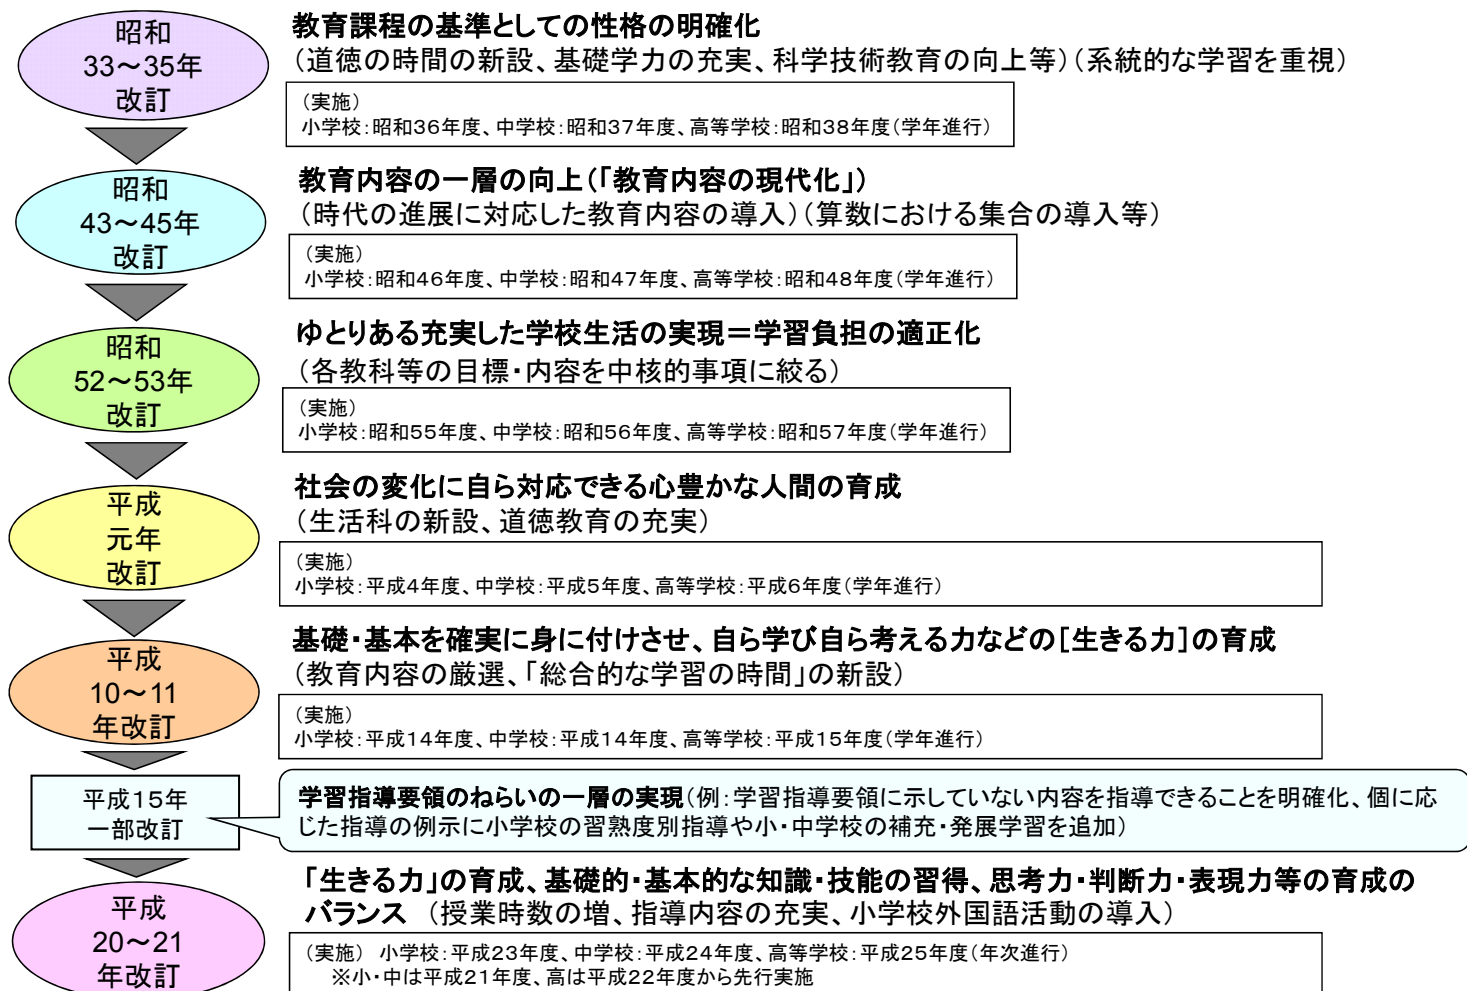 昭和
33～35年
改訂
教育課程の基準としての性格の明確化
（道徳の時間の新設、基礎学力の充実、科学技術教育の向上等）（系統的な学習を重視）
（実施）
小学校：昭和36年度、中学校：昭和37年度、高等学校：昭和38年度（学年進行）
昭和
43～45年
改訂
教育内容の一層の向上（「教育内容の現代化」）
（時代の進展に対応した教育内容の導入）（算数における集合の導入等）
（実施）
小学校：昭和46年度、中学校：昭和47年度、高等学校：昭和48年度（学年進行）
昭和
52～53年
改訂
ゆとりある充実した学校生活の実現＝学習負担の適正化
（各教科等の目標・内容を中核的事項に絞る）
（実施）
小学校：昭和55年度、中学校：昭和56年度、高等学校：昭和57年度（学年進行）
平成
元年
改訂
社会の変化に自ら対応できる心豊かな人間の育成
（生活科の新設、道徳教育の充実）
（実施）
小学校：平成4年度、中学校：平成5年度、高等学校：平成6年度（学年進行）
平成
10～11
年改訂
基礎・基本を確実に身に付けさせ、自ら学び自ら考える力などの［生きる力］の育成
（教育内容の厳選、「総合的な学習の時間」の新設）
（実施）
小学校：平成14年度、中学校：平成14年度、高等学校：平成15年度（学年進行）
平成15年
一部改訂
学習指導要領のねらいの一層の実現（例：学習指導要領に示していない内容を指導できることを明確化、個に応
じた指導の例示に小学校の習熟度別指導や小・中学校の補充・発展学習を追加）
平成
20～21
年改訂
「生きる力」の育成、基礎的・基本的な知識・技能の習得、思考力・判断力・表現力等の育成の
バランス （授業時数の増、指導内容の充実、小学校外国語活動の導入）
（実施） 小学校：平成23年度、中学校：平成24年度、高等学校：平成25年度（年次進行）
※小・中は平成21年度、高は平成22年度から先行実施